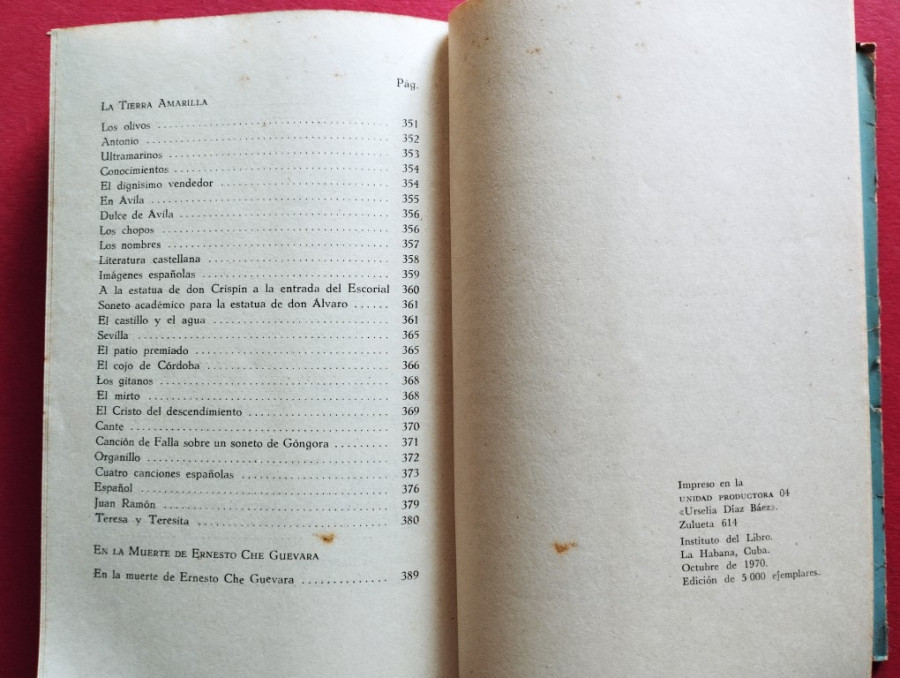 Pág.
La Tierra Amarilla
Los olivos 351
Antonio 352
Ultramarinos 353
Conocimientos 354
El dignísimo vendedor 354
En Avila 355
Dulce de Avila 356
Los chopos 356
Los nombres 357
Literatura castellana 358
Imágenes españolas 359
A la estatua de don Crispín a la entrada del Escorial 360
Soneto académico para la estatua de don Alvaro 361
El castillo y el agua 361
Sevilla 365
El patio premiado 365
El cojo de Córdoba 366
Los gitanos 368
El mirto 368
El Cristo del descendimiento 369
Cante 370
Canción de Falla sobre un soneto de Góngora 371
Organillo 372
Cuatro canciones españolas 373
Español 376
Juan Ramón 379
Teresa y Teresita 380
En la Muerte de Ernesto Che Guevara
En la muerte de Ernesto Che Guevara 389
Impreso en la
UNIDAD PRODUCTORA 04
«Urselia Díaz Báez».
Zulueta 614
Instituto del Libro.
La Habana, Cuba.
Octubre de 1970.
Edición de 5 000 ejemplares.